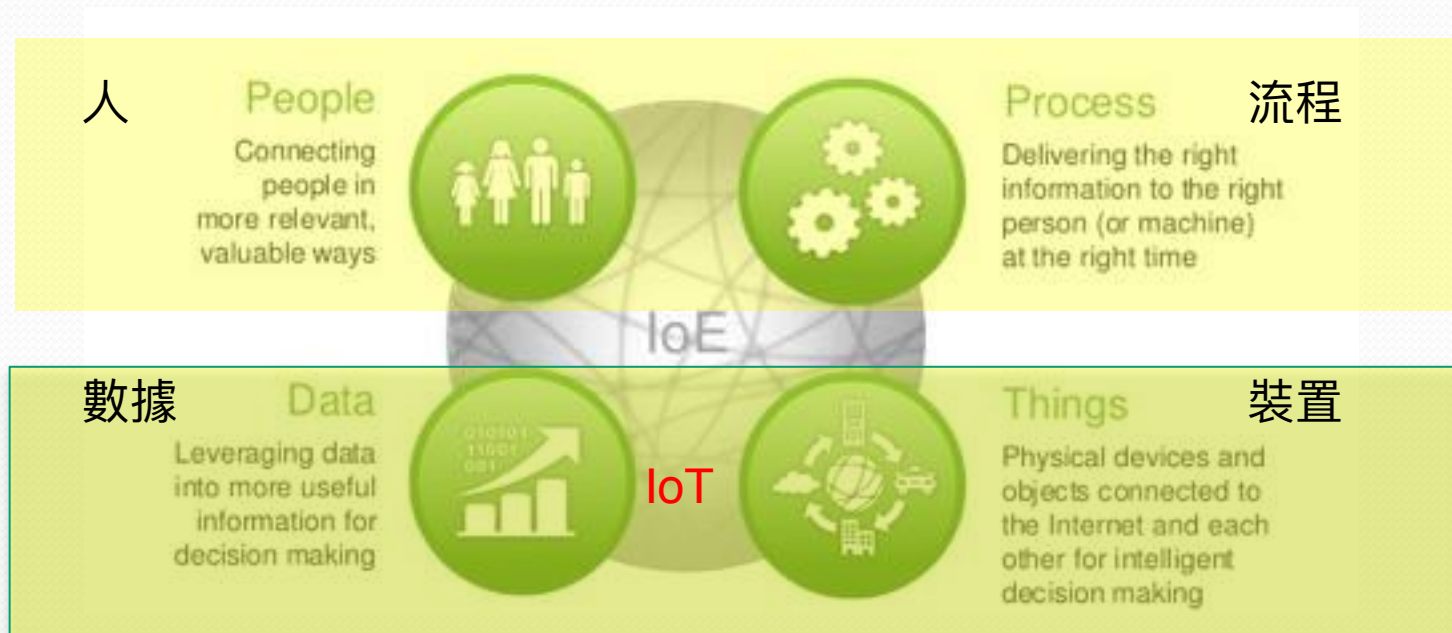 人
People
Connecting
people in
more relevant,
valuable ways
Process
流程
Delivering the right
information to the right
person (or machine)
at the right time
IoE
數據
Data
Leveraging data
into more useful
information for
decision making
010101
11001
001
IoT
Things
裝置
Physical devices and
objects connected to
the Internet and each
other for intelligent
decision making